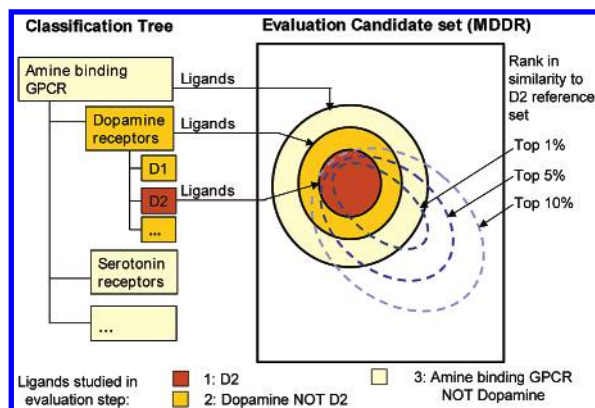 Classification Tree
Evaluation Candidate set (MDDR)
Amine binding
GPCR
Ligands
Dopamine
receptors
Ligands
D1
D2
Ligands
...
Serotonin
receptors
...
Rank in
similarity to
D2 reference
set
Top 1%
Top 5%
Top 10%
Ligands studied in
evaluation step:
1: D2
2: Dopamine NOT D2
3: Amine binding GPCR
NOT Dopamine